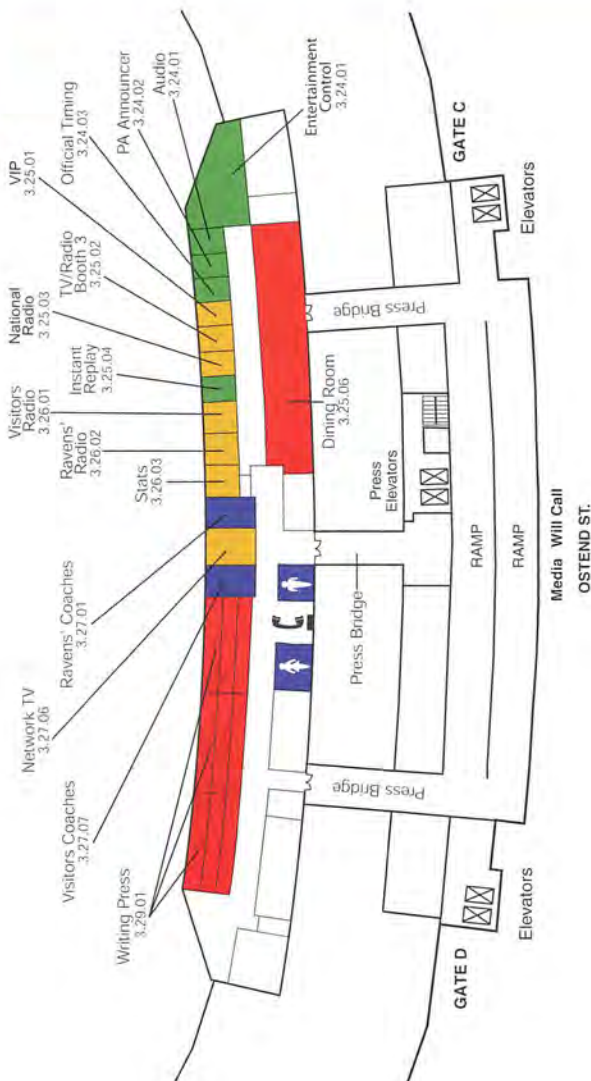 Writing Press
3.29.01
Visitors Coaches
3.27.07
Network TV
3.27.06
Ravens' Coaches
3.27.01
Stats
3.26.03
Ravens'
Radio
3.26.02
Visitors
Radio
3.26.01
Instant
Replay
3.25.04
National
Radio
3.25.03
TV/Radio
Booth 3
3.25.02
VIP
3.25.01
Official Timing
3.24.03
PA Announcer
3.24.02
Audio
3.24.01
Entertainment
Control
3.24.01
Dining Room
3.25.06
Press Bridge
Press Bridge
Press Bridge
Press
Elevators
GATE D
Elevators
RAMP
RAMP
GATE C
Elevators
Media Will Call
OSTEND ST.